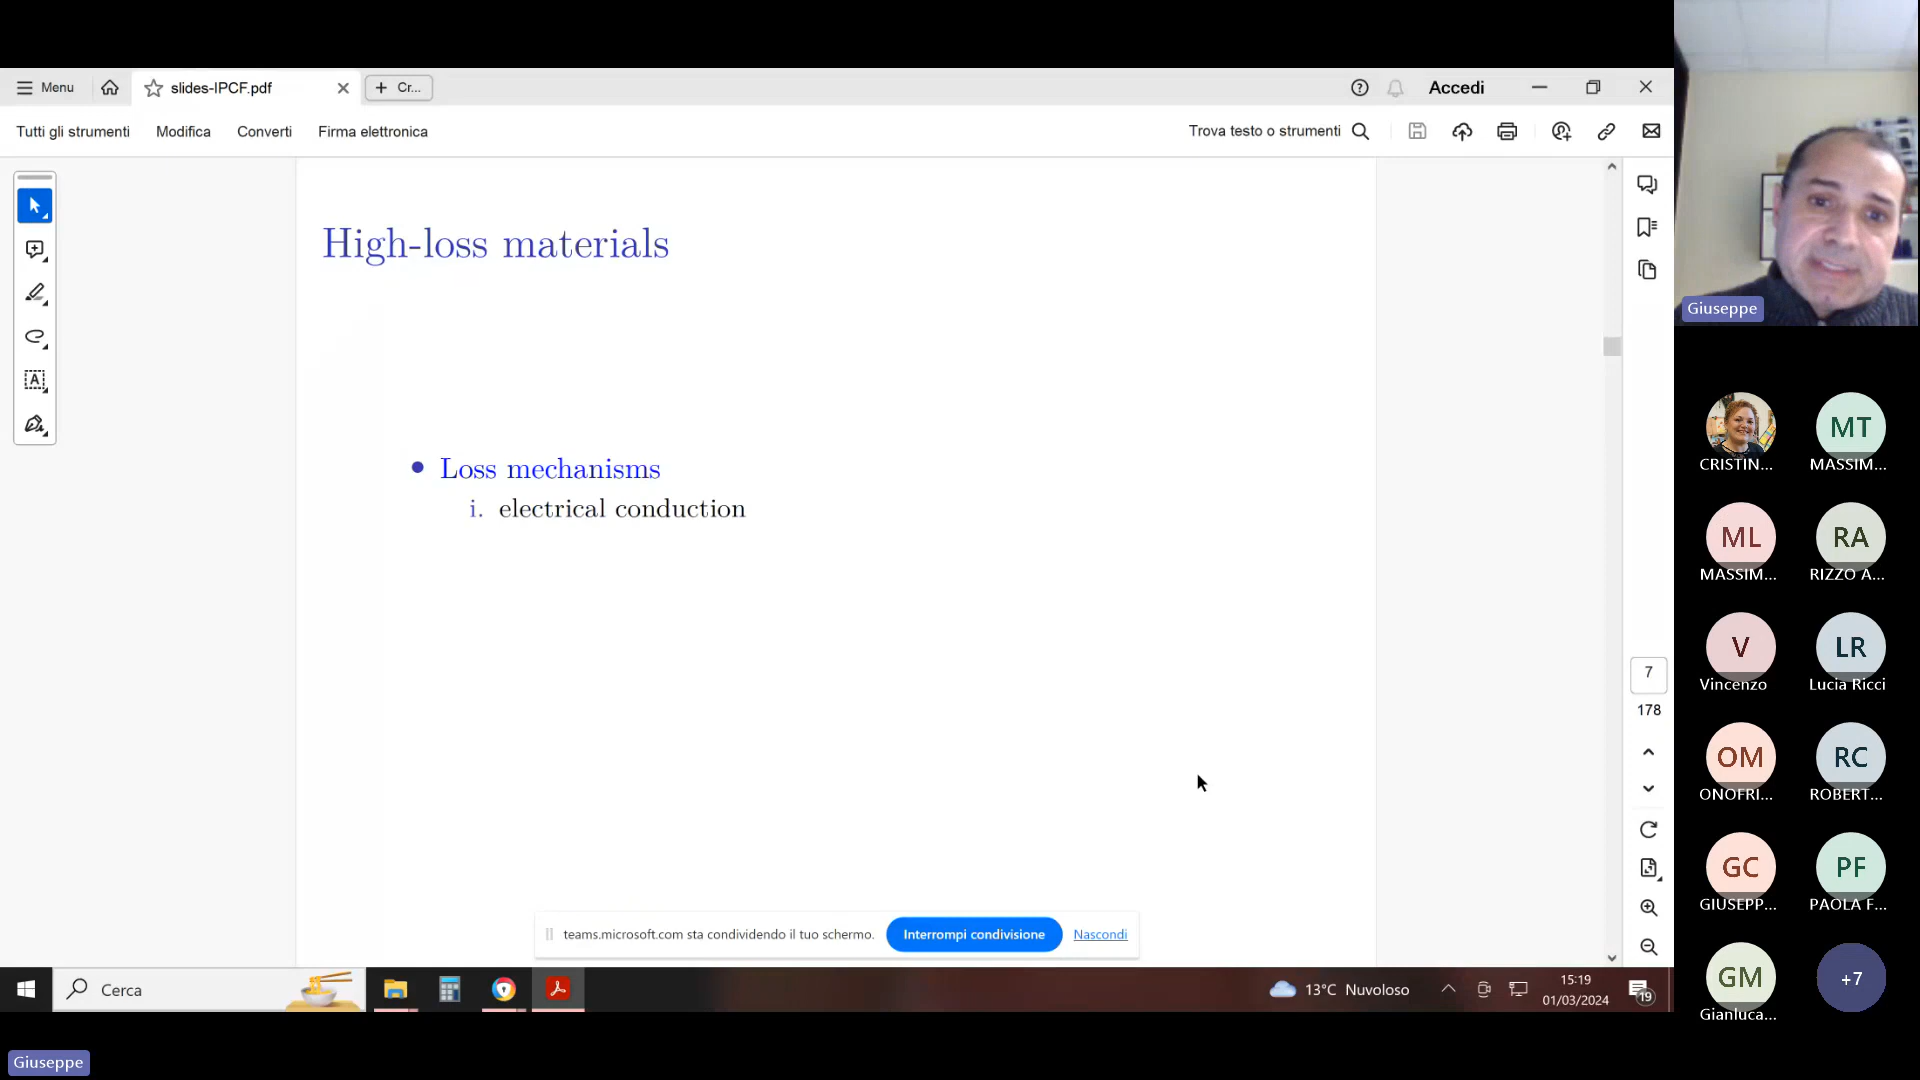 Menu
slides-IPCF.pdf
Cr...
Accedi
Tutti gli strumenti
Modifica
Converti
Firma elettronica
Trova testo o strumenti
High-loss materials
• Loss mechanisms
i. electrical conduction
7
178
teams.microsoft.com sta condividendo il tuo schermo.
Interrompi condivisione
Nascondi
Cerca
13°C Nuvoloso
15:19
01/03/2024
19
Giuseppe
Giuseppe
CRISTIN...
MT
MASSIM...
ML
MASSIM...
RA
RIZZO A...
V
Vincenzo
LR
Lucia Ricci
OM
ONOFRI...
RC
ROBERT...
GC
GIUSEPP...
PF
PAOLA F...
GM
Gianluca...
+7